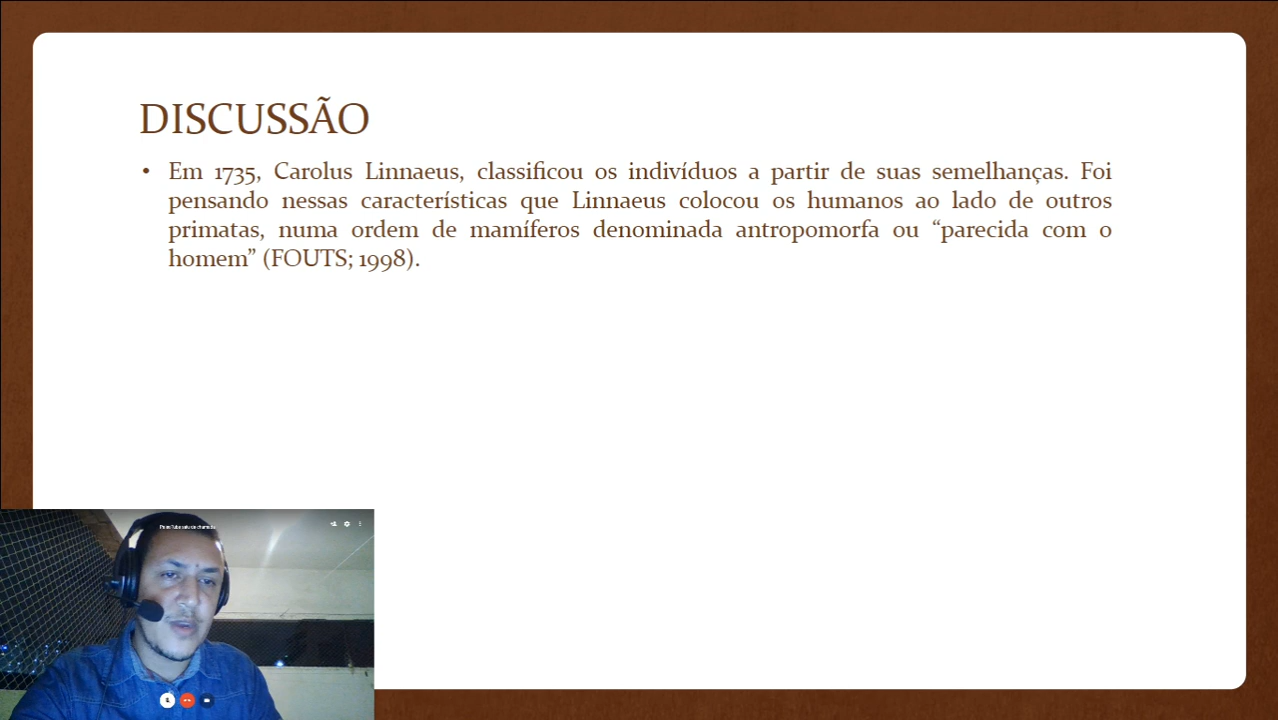 DISCUSSÃO
• Em 1735, Carolus Linnaeus, classificou os indivíduos a partir de suas semelhanças. Foi
pensando nessas características que Linnaeus colocou os humanos ao lado de outros
primatas, numa ordem de mamíferos denominada antropomorfa ou “parecida com o
homem” (FOUTS; 1998).